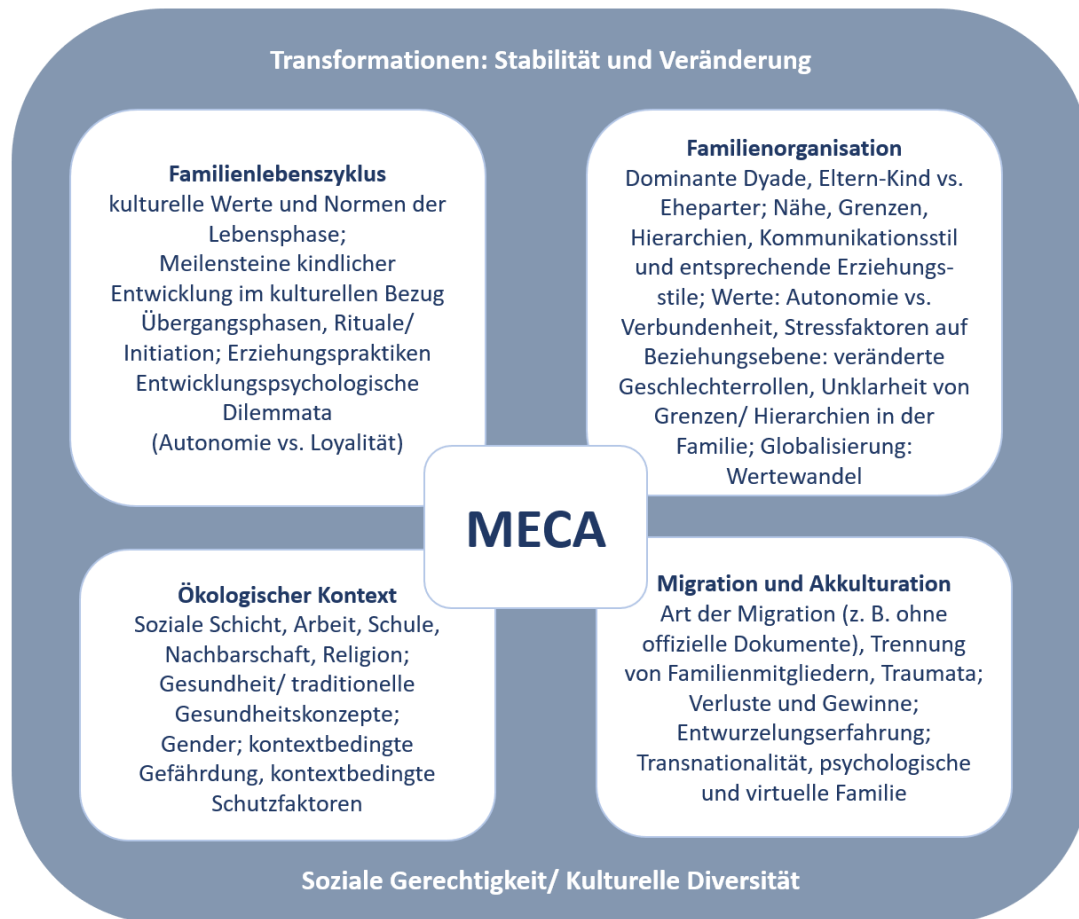 Transformationen: Stabilität und Veränderung
Familienlebenszyklus
kulturelle Werte und Normen der
Lebensphase;
Meilensteine kindlicher
Entwicklung im kulturellen Bezug
Übergangsphasen, Rituale/
Initiation; Erziehungspraktiken
Entwicklungspsychologische
Dilemmata
(Autonomie vs. Loyalität)
Familienorganisation
Dominante Dyade, Eltern-Kind vs.
Eheparter; Nähe, Grenzen,
Hierarchien, Kommunikationsstil
und entsprechende Erziehungs-
stile; Werte: Autonomie vs.
Verbundenheit, Stressfaktoren auf
Beziehungsebene: veränderte
Geschlechterrollen, Unklarheit von
Grenzen/ Hierarchien in der
Familie; Globalisierung:
Wertewandel
MECA
Ökologischer Kontext
Soziale Schicht, Arbeit, Schule,
Nachbarschaft, Religion;
Gesundheit/ traditionelle
Gesundheitskonzepte;
Gender; kontextbedingte
Gefährdung, kontextbedingte
Schutzfaktoren
Migration und Akkulturation
Art der Migration (z. B. ohne
offizielle Dokumente), Trennung
von Familienmitgliedern, Traumata;
Verluste und Gewinne;
Entwurzelungserfahrung;
Transnationalität, psychologische
und virtuelle Familie
Soziale Gerechtigkeit/ Kulturelle Diversität